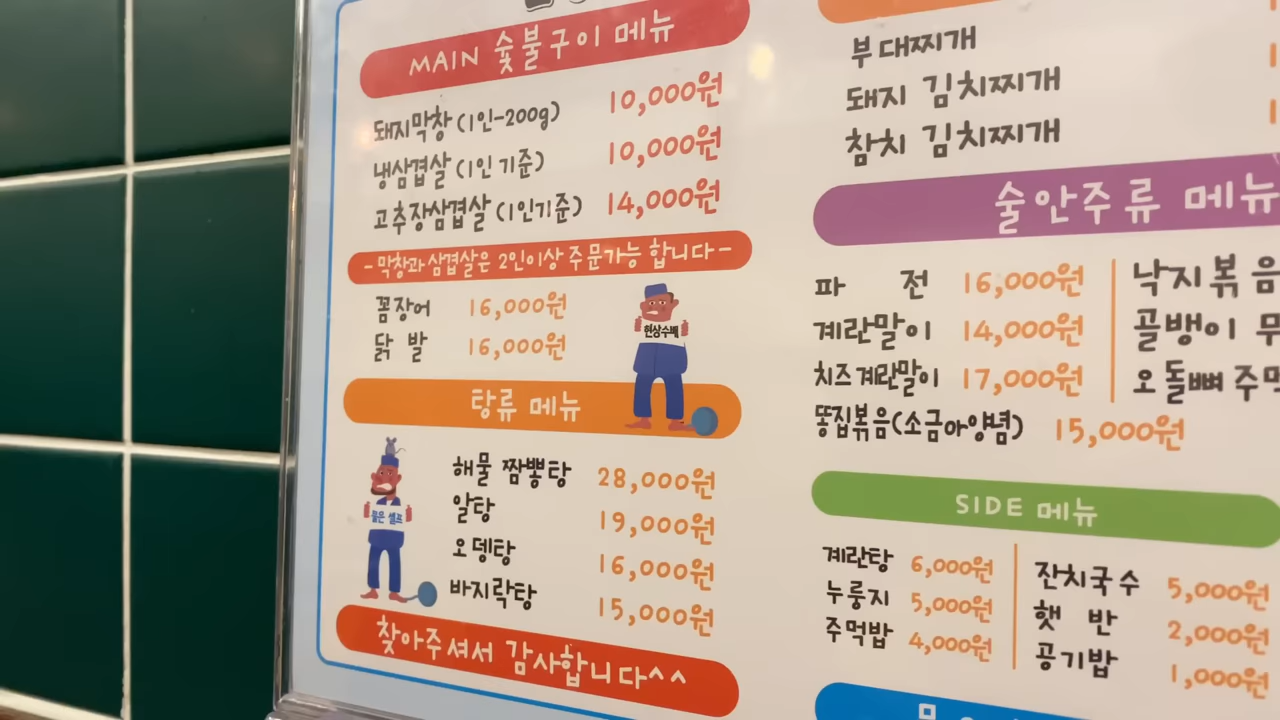 MAIN 숯불구이 메뉴
돼지막창 (1인-200g) 10,000원
냉삼겹살 (1인 기준) 10,000원
고추장삼겹살 (1인기준) 14,000원
- 막창과 삼겹살은 2인이상 주문가능 합니다 -
꼼장어 16,000원
닭 발 16,000원
현상수배
탕류 메뉴
해물 짬뽕탕 28,000원
알탕 19,000원
오뎅탕 16,000원
바지락탕 15,000원
물은 셀프
찾아주셔서 감사합니다^^
부대찌개
돼지 김치찌개
참치 김치찌개
술안주류 메뉴
파 전 16,000원
계란말이 14,000원
치즈계란말이 17,000원
똥집볶음(소금아양념) 15,000원
낙지볶음
골뱅이
오돌뼈
SIDE 메뉴
계란탕 6,000원
누룽지 5,000원
주먹밥 4,000원
잔치국수 5,000원
햇 반 2,000원
공기밥 1,000원